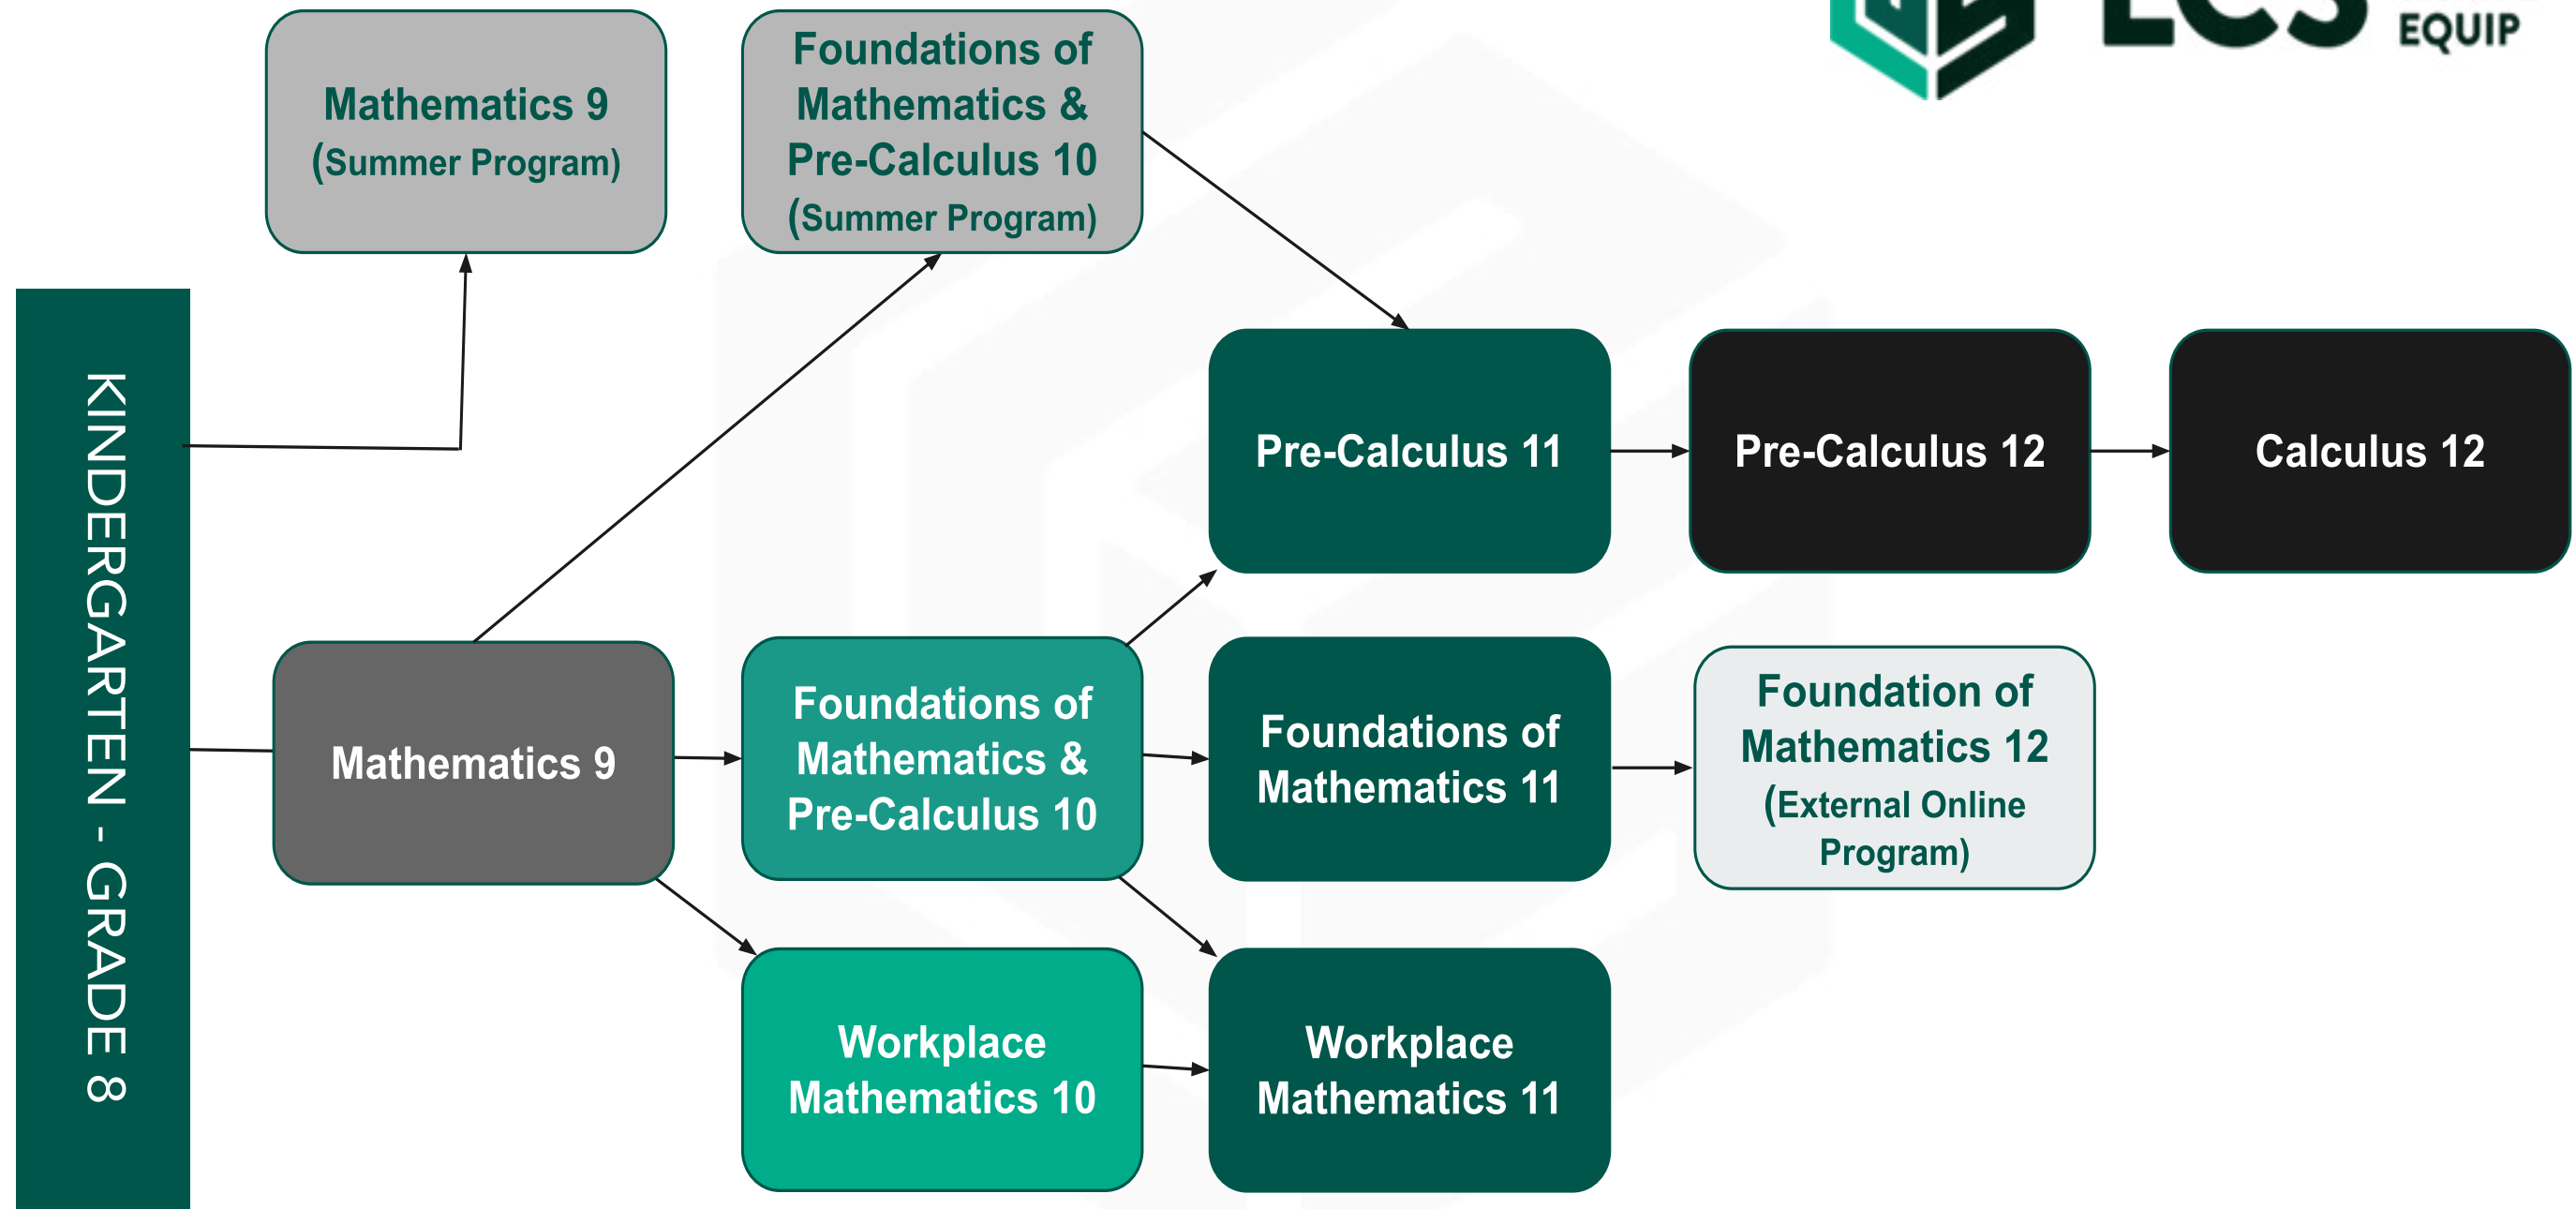 EQUIP
Mathematics 9
(Summer Program)
Foundations of
Mathematics &
Pre-Calculus 10
(Summer Program)
KINDERGARTEN - GRADE 8
Pre-Calculus 11
Pre-Calculus 12
Calculus 12
Mathematics 9
Foundations of
Mathematics &
Pre-Calculus 10
Foundations of
Mathematics 11
Foundation of
Mathematics 12
(External Online
Program)
Workplace
Mathematics 10
Workplace
Mathematics 11